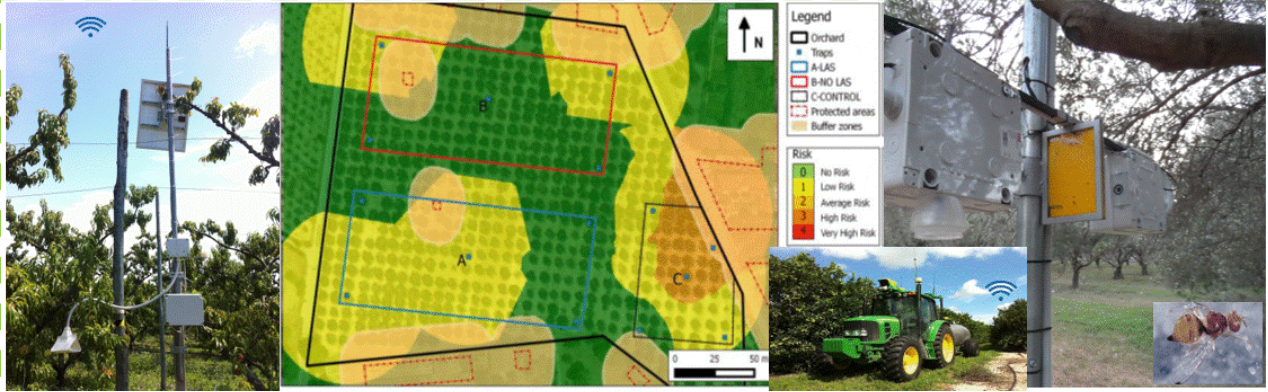 B
A
C
N
0 25 50 m
Legend
Orchard
Traps
A-LAS
B-NO LAS
C-CONTROL
Protected areas
Buffer zones
Risk
0 No Risk
1 Low Risk
2 Average Risk
3 High Risk
4 Very High Risk